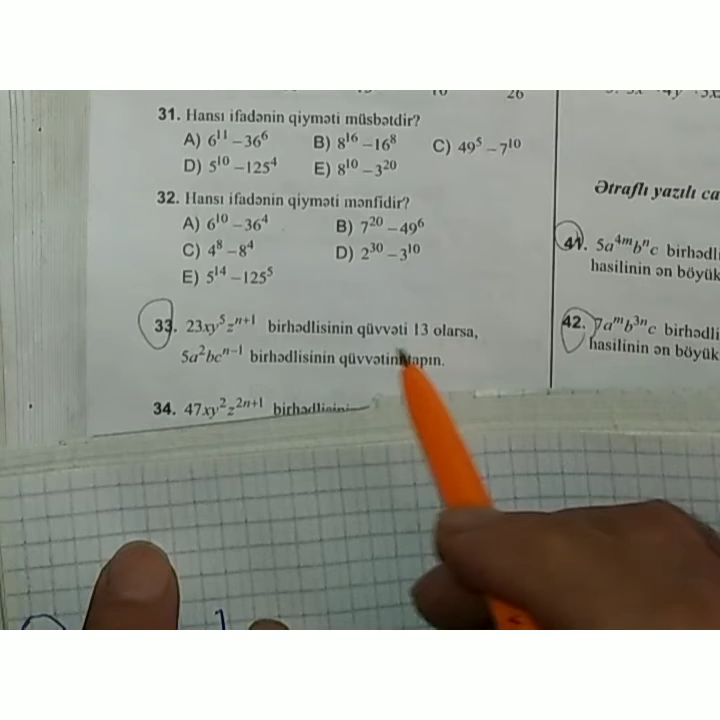 26
31. Hansı ifadənin qiyməti müsbətdir?
A) 6¹¹ – 36⁶ B) 8¹⁶ – 16⁸ C) 49⁵ – 7¹⁰
D) 5¹⁰ – 125⁴ E) 8¹⁰ – 3²⁰
32. Hansı ifadənin qiyməti mənfidir?
A) 6¹⁰ – 36⁴ B) 7²⁰ – 49⁶
C) 4⁸ – 8⁴ D) 2³⁰ – 3¹⁰
E) 5¹⁴ – 125⁵
33. 23xy⁵zⁿ⁺¹ birhədlisinin qüvvəti 13 olarsa,
5a²bcⁿ⁻¹ birhədlisinin qüvvətini tapın.
34. 47xy²z²ⁿ⁺¹ birhədlisini
Ətraflı yazılı ca
41. 5a⁴ᵐbⁿc birhədli
hasilinin ən böyük
42. 7aᵐb³ⁿc birhədli
hasilinin ən böyük